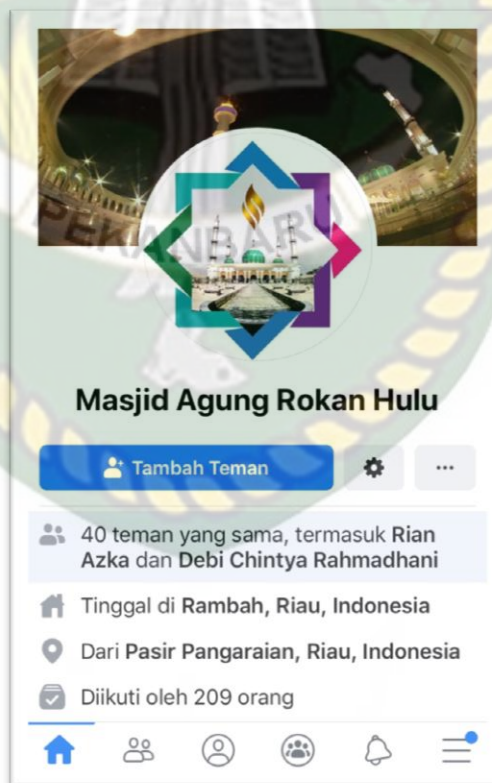 PEKANBARU
Masjid Agung Rokan Hulu
Tambah Teman
40 teman yang sama, termasuk Rian
Azka dan Debi Chintya Rahmadhani
Tinggal di Rambah, Riau, Indonesia
Dari Pasir Pangaraian, Riau, Indonesia
Diikuti oleh 209 orang